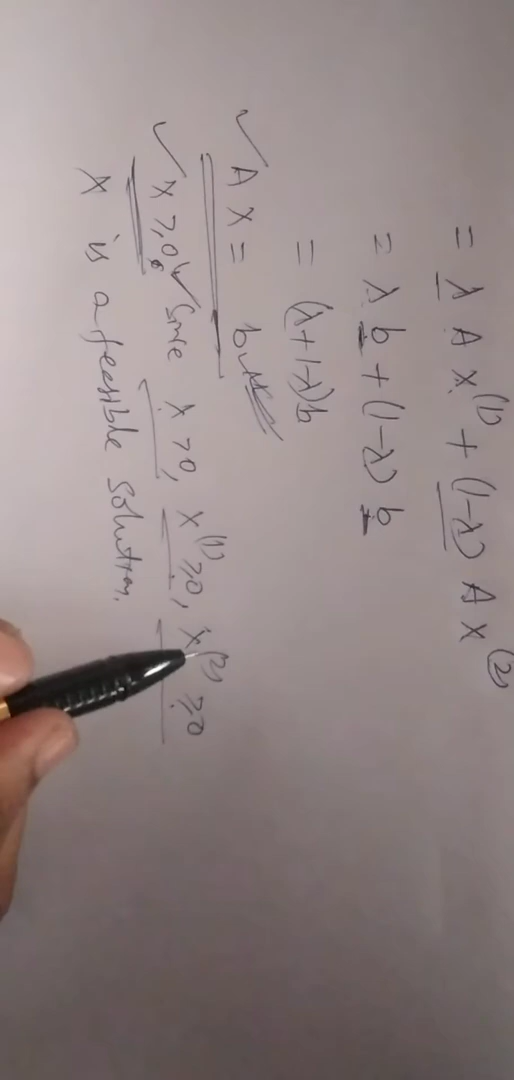 = λ A X⁽¹⁾ + (1-λ) A X⁽²⁾
= λ b + (1-λ) b
= (λ+1-λ) b
✓ A X = b
✓ X ≥, 0 ✓ Since λ > 0, X⁽¹⁾ ≥ 0, X⁽²⁾ ≥ 0
X is a feasible solution.